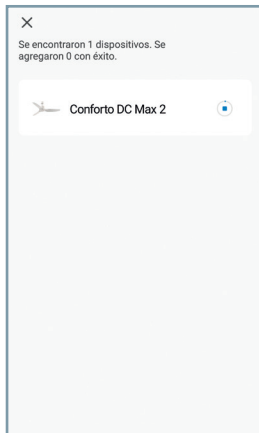 Se encontraron 1 dispositivos. Se
agregaron 0 con éxito.
Conforto DC Max 2